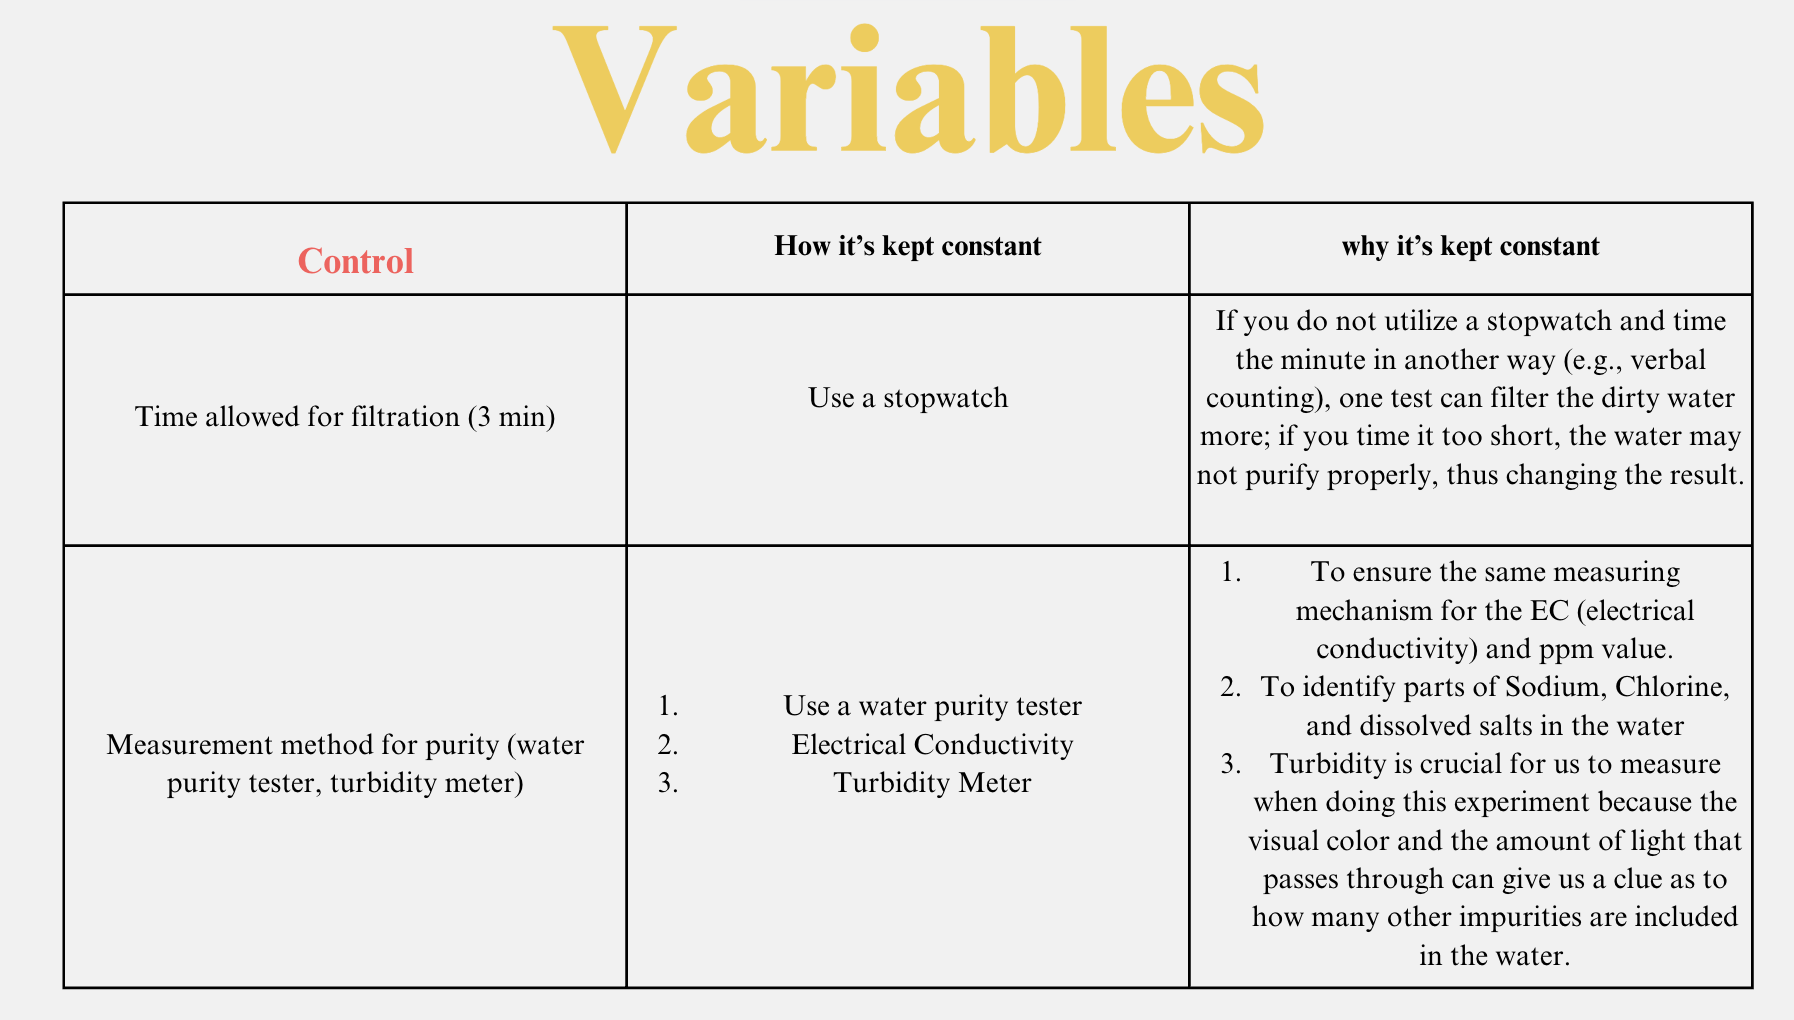 Variables
Control
How it’s kept constant
why it’s kept constant
Time allowed for filtration (3 min)
Use a stopwatch
If you do not utilize a stopwatch and time
the minute in another way (e.g., verbal
counting), one test can filter the dirty water
more; if you time it too short, the water may
not purify properly, thus changing the result.
Measurement method for purity (water
purity tester, turbidity meter)
1. Use a water purity tester
2. Electrical Conductivity
3. Turbidity Meter
1. To ensure the same measuring
mechanism for the EC (electrical
conductivity) and ppm value.
2. To identify parts of Sodium, Chlorine,
and dissolved salts in the water
3. Turbidity is crucial for us to measure
when doing this experiment because the
visual color and the amount of light that
passes through can give us a clue as to
how many other impurities are included
in the water.